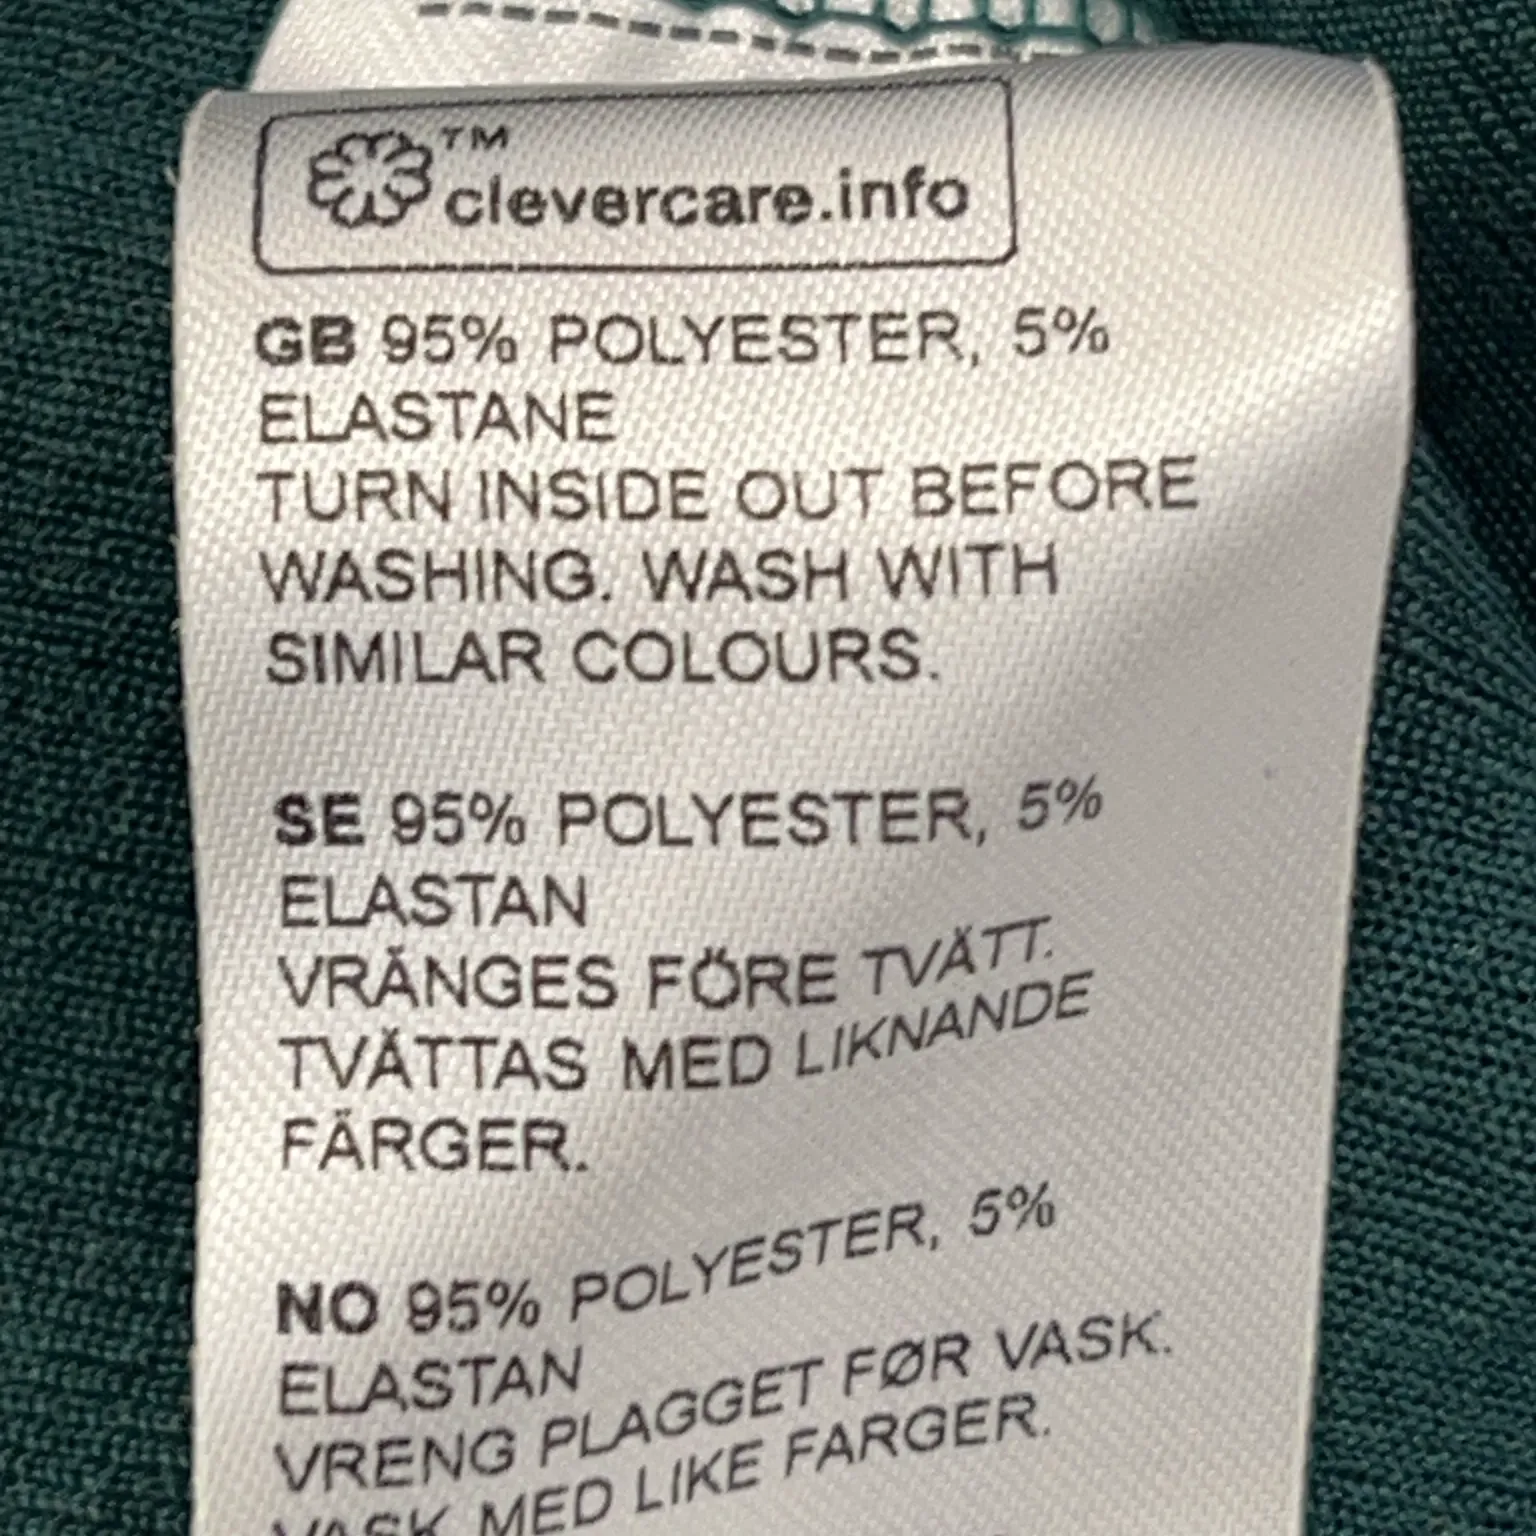 ™
clevercare.info
GB 95% POLYESTER, 5%
ELASTANE
TURN INSIDE OUT BEFORE
WASHING. WASH WITH
SIMILAR COLOURS.
SE 95% POLYESTER, 5%
ELASTAN
VRÄNGES FÖRE TVÄTT.
TVÄTTAS MED LIKNANDE
FÄRGER.
NO 95% POLYESTER, 5%
ELASTAN
VRENG PLAGGET FØR VASK.
VASK MED LIKE FARGER.